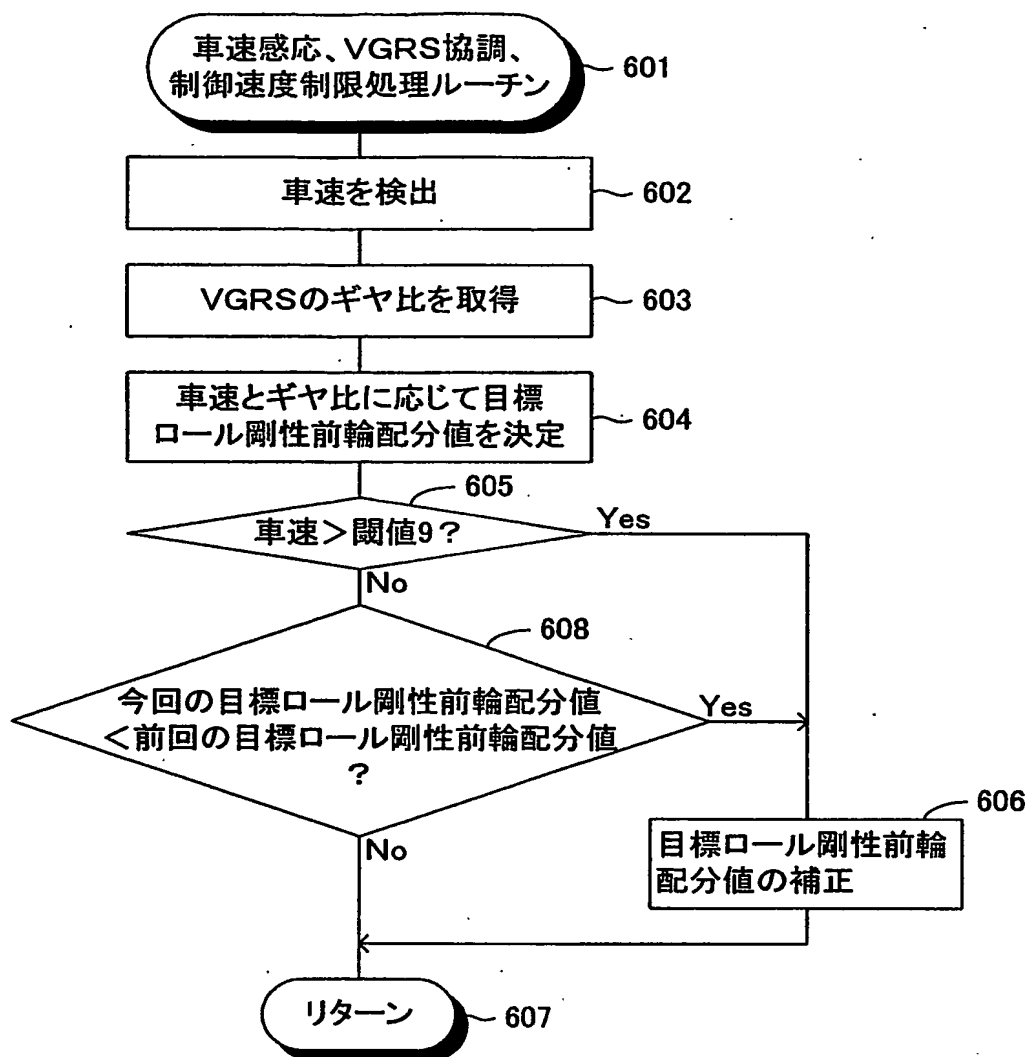 車速感応、VGRS協調、
制御速度制限処理ルーチン
601
車速を検出
602
VGRSのギヤ比を取得
603
車速とギヤ比に応じて目標
ロール剛性前輪配分値を決定
604
605
車速＞閾値9？
Yes
No
608
今回の目標ロール剛性前輪配分値
＜前回の目標ロール剛性前輪配分値
？
Yes
No
606
目標ロール剛性前輪
配分値の補正
リターン
607